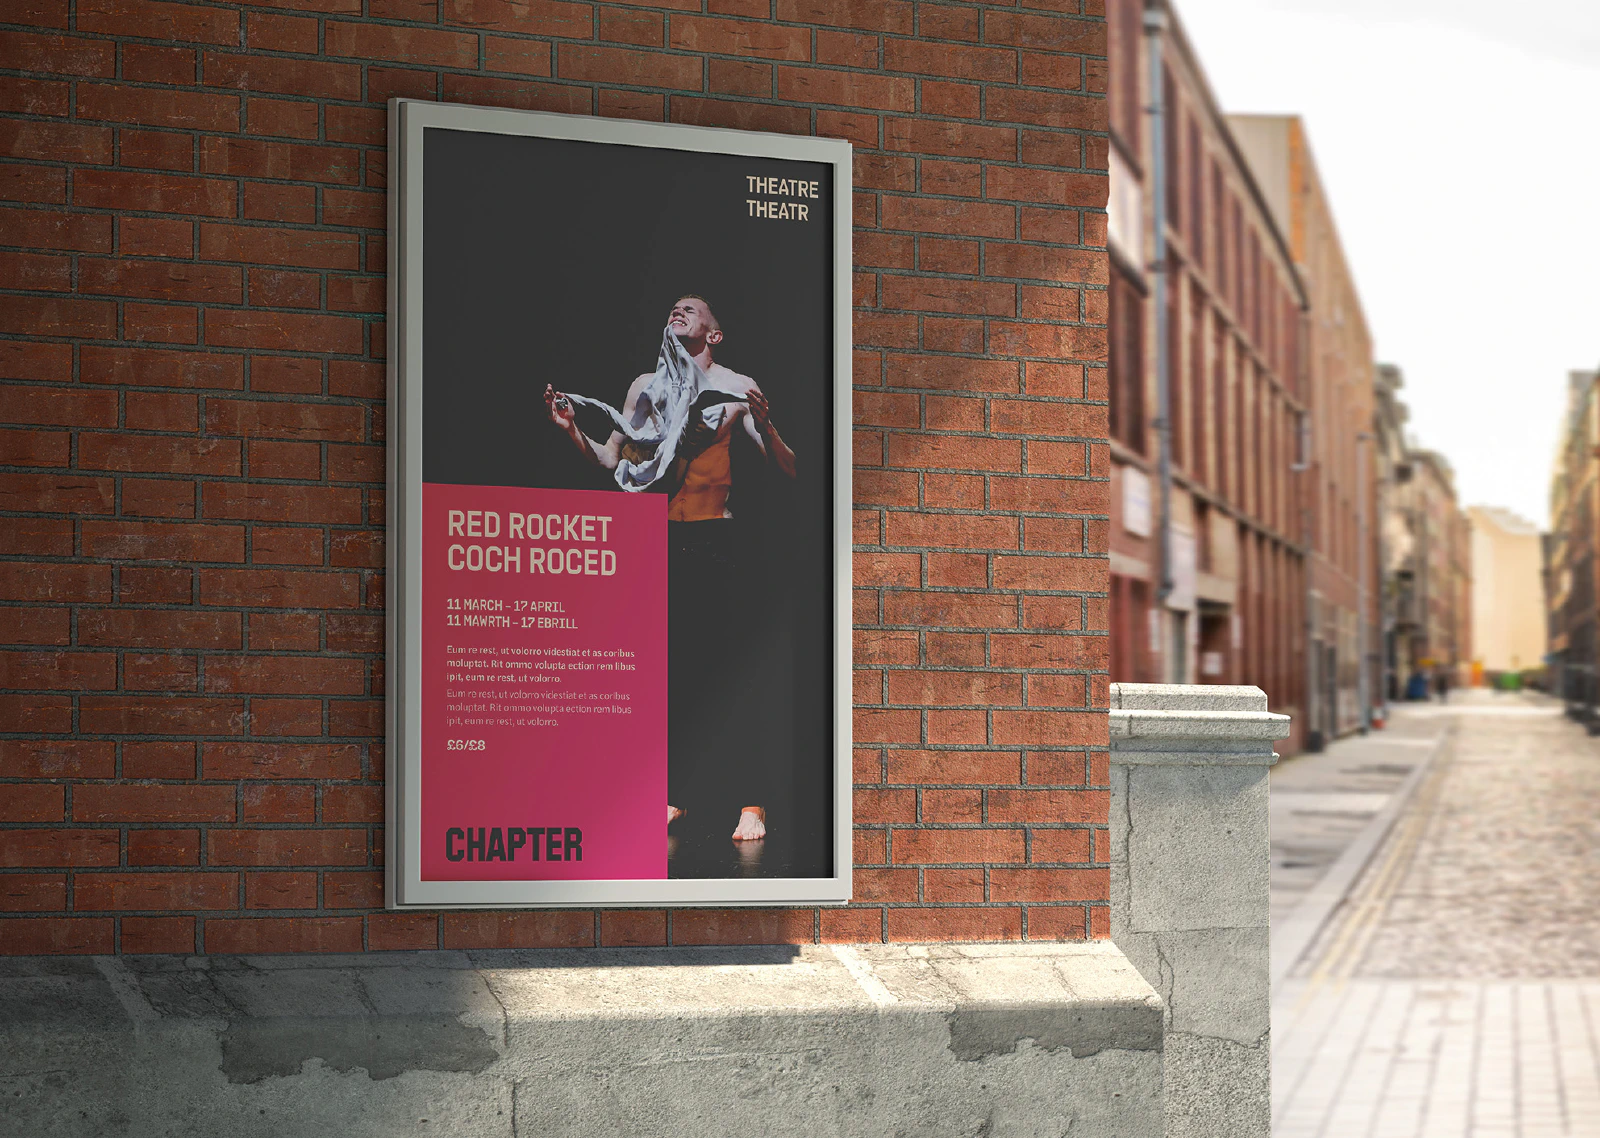 THEATRE
THEATR
RED ROCKET
COCH ROCED
11 MARCH – 17 APRIL
11 MAWRTH – 17 EBRILL
Eum re rest, ut volorro videstiat et as coribus
moluptat. Rit ommo volupta ection rem libus
ipit, eum re rest, ut volorro.
Eum re rest, ut volorro videstiat et as coribus
moluptat. Rit ommo volupta ection rem libus
ipit, eum re rest, ut volorro.
£6/£8
CHAPTER